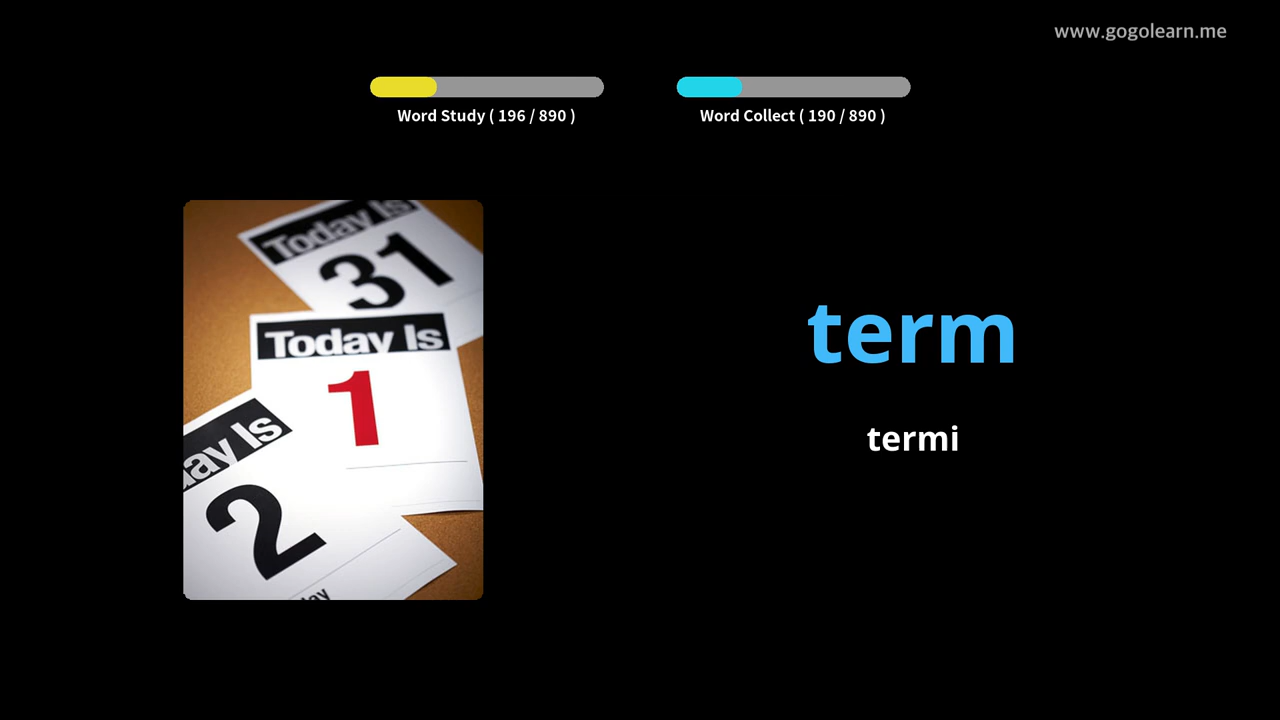 www.gogolearn.me
Word Study ( 196 / 890 )
Word Collect ( 190 / 890 )
Today Is
31
Today Is
1
ay Is
2
term
termi